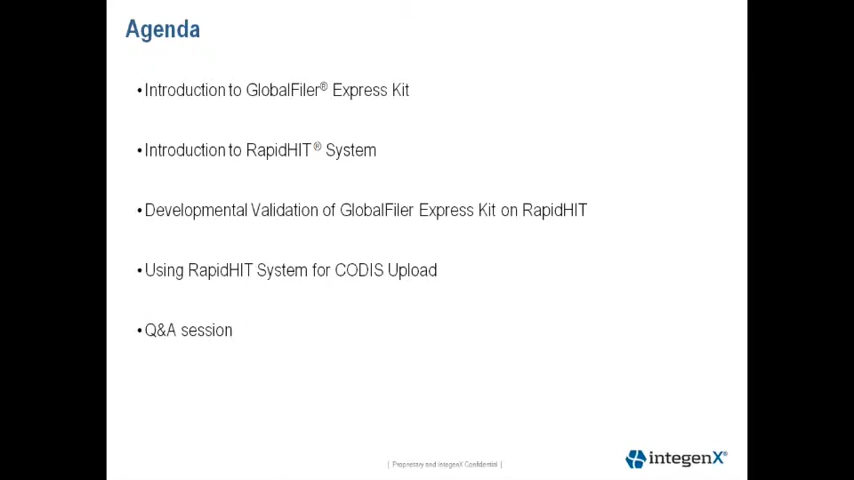 Agenda
•Introduction to GlobalFiler® Express Kit
•Introduction to RapidHIT® System
•Developmental Validation of GlobalFiler Express Kit on RapidHIT
•Using RapidHIT System for CODIS Upload
•Q&A session
| Proprietary and IntegenX Confidential |
integenX®